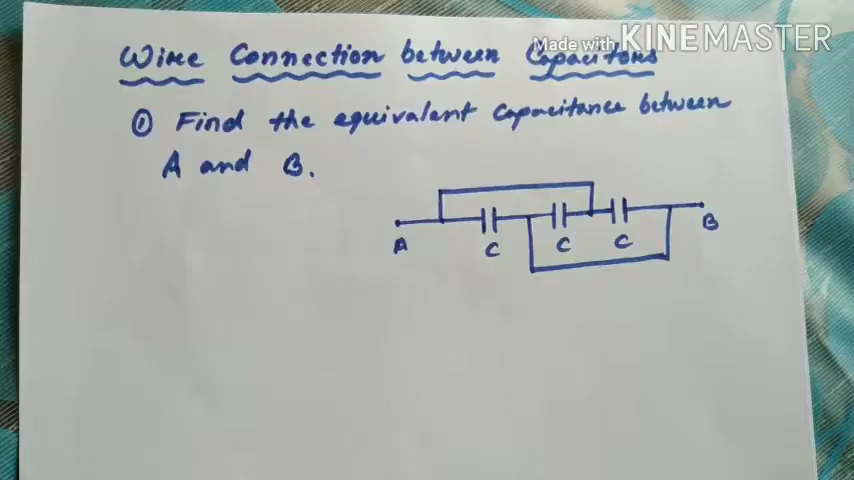 Wire Connection between Capacitors
Made with KINEMASTER
① Find the equivalent capacitance between
A and B.
A C C C B